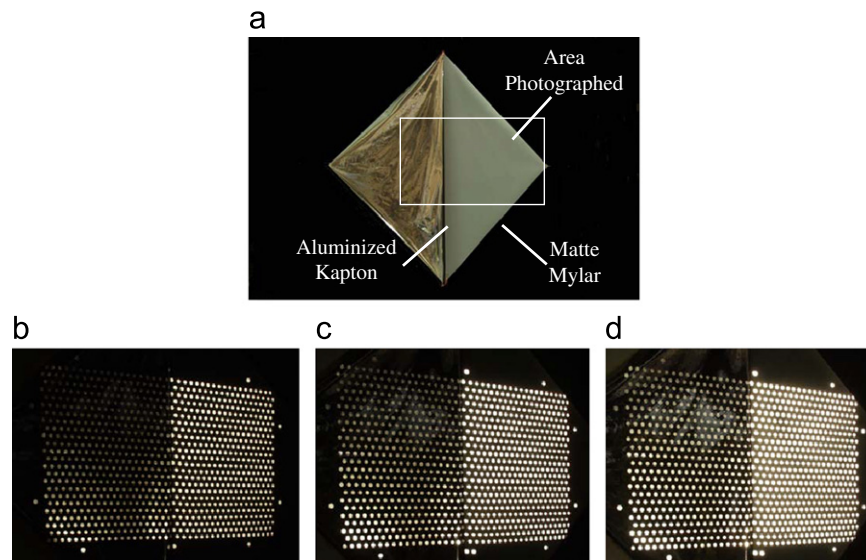 a
Area
Photographed
Aluminized
Kapton
Matte
Mylar
b
c
d